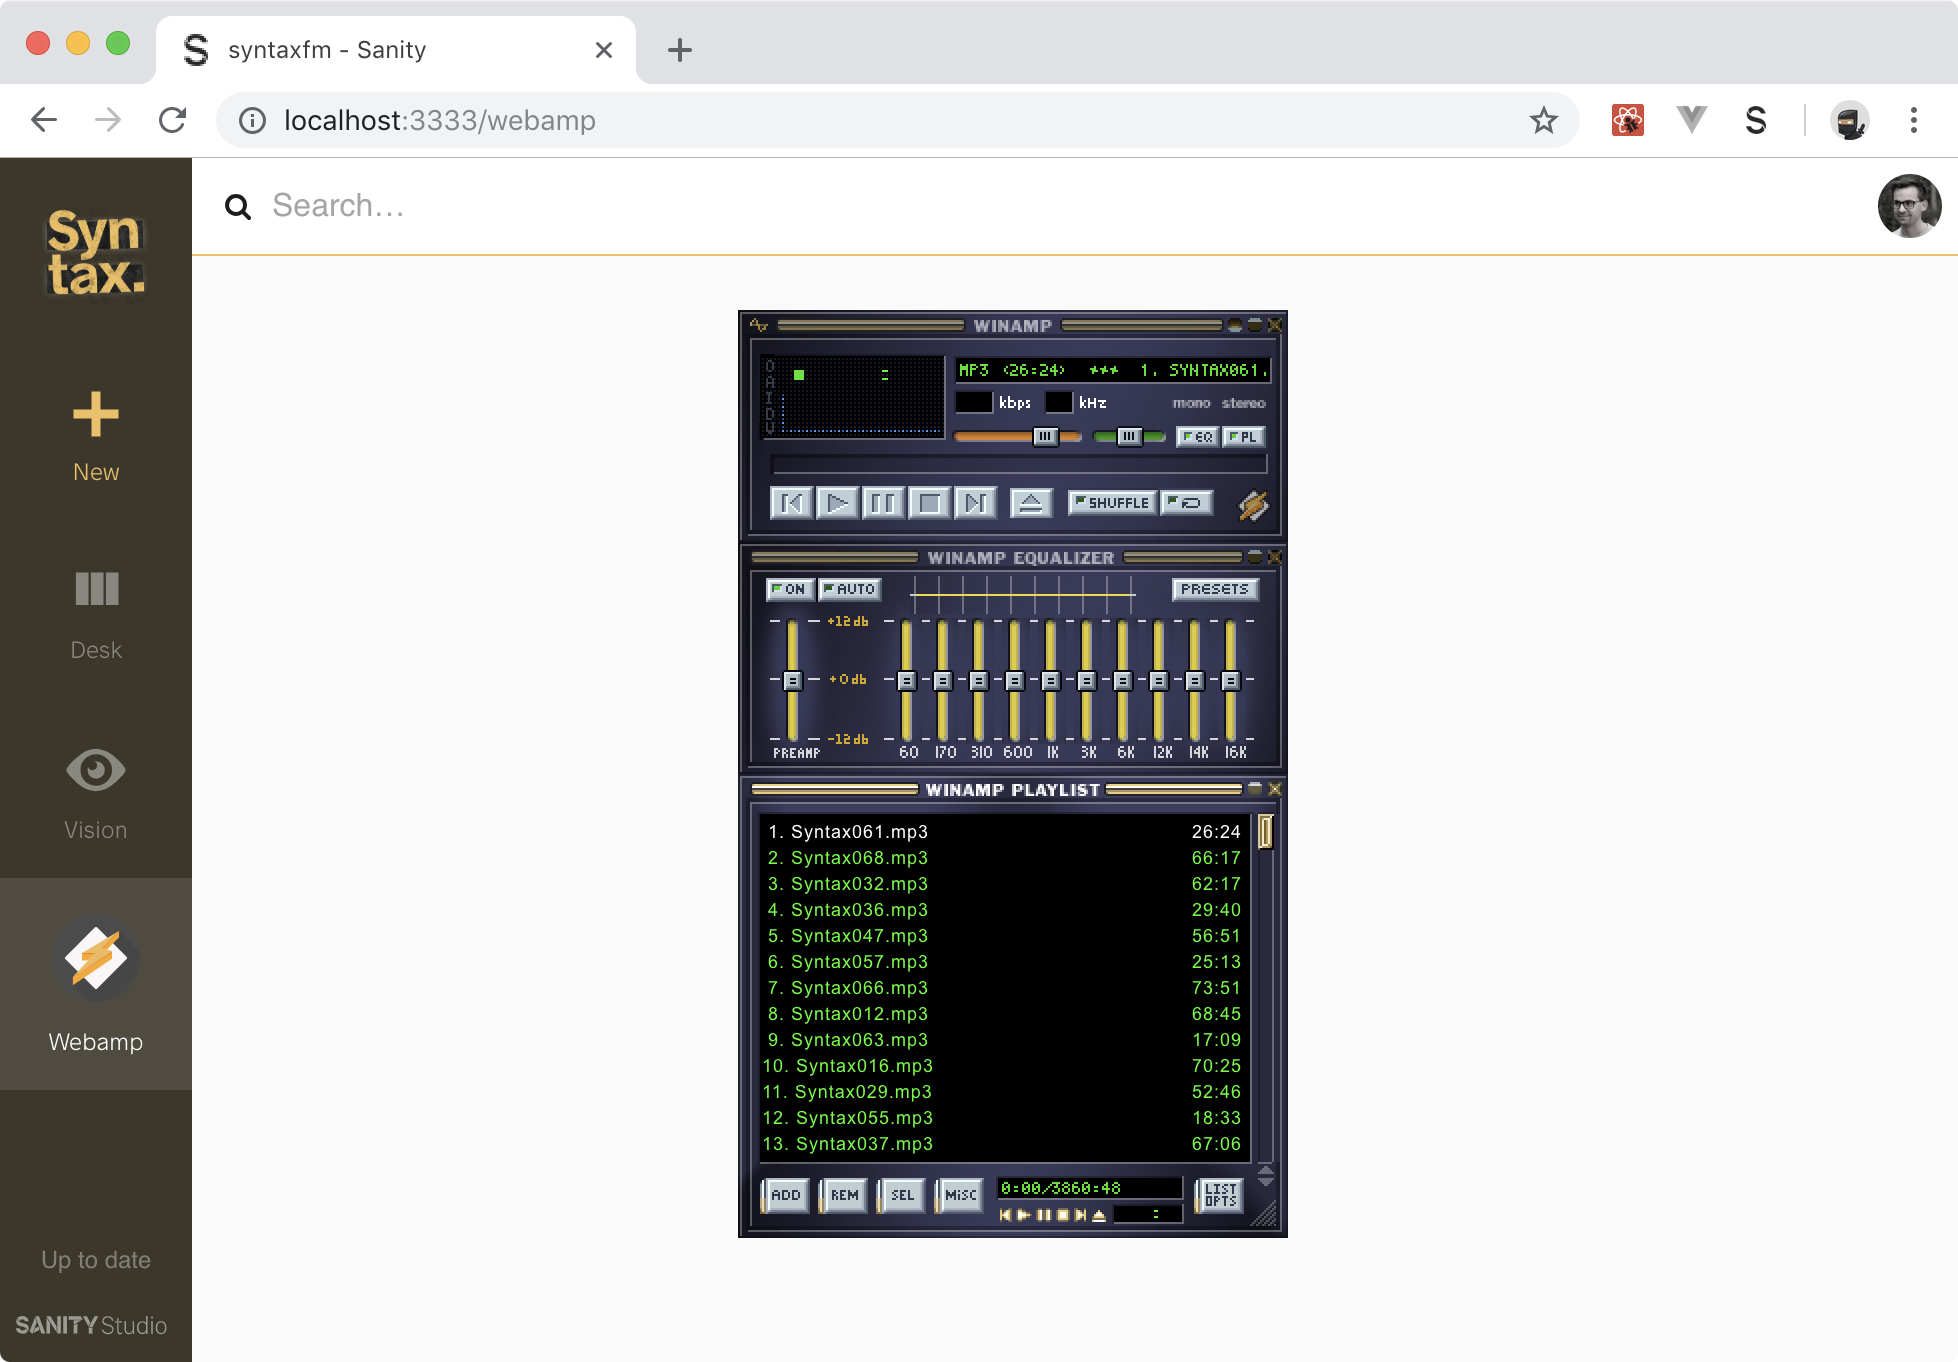 syntaxfm - Sanity
localhost:3333/webamp
Search…
Syn
tax.
New
Desk
Vision
Webamp
Up to date
SANITY Studio
WINAMP
O
A
I
D
V
MP3 (26:24) *** 1. SYNTAX061.
kbps kHz mono stereo
EQ PL
SHUFFLE
WINAMP EQUALIZER
ON AUTO PRESETS
+12db
+0db
-12db
PREAMP 60 170 310 600 1K 3K 6K 12K 14K 16K
WINAMP PLAYLIST
1. Syntax061.mp3 26:24
2. Syntax068.mp3 66:17
3. Syntax032.mp3 62:17
4. Syntax036.mp3 29:40
5. Syntax047.mp3 56:51
6. Syntax057.mp3 25:13
7. Syntax066.mp3 73:51
8. Syntax012.mp3 68:45
9. Syntax063.mp3 17:09
10. Syntax016.mp3 70:25
11. Syntax029.mp3 52:46
12. Syntax055.mp3 18:33
13. Syntax037.mp3 67:06
ADD REM SEL MISC 0:00/3860:48 LIST
OPTS
: